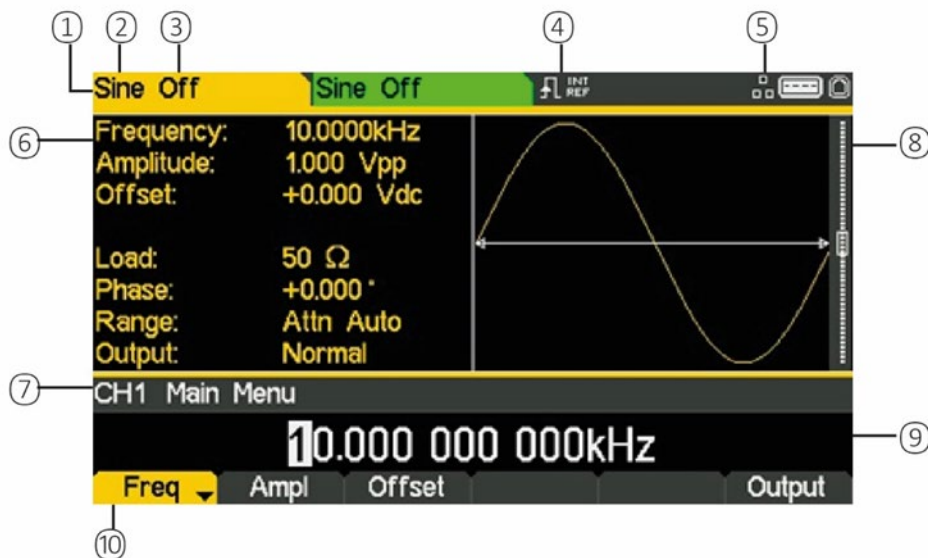 ① ② ③ ④ ⑤
Sine Off Sine Off INT REF
⑥ Frequency: 10.0000kHz ⑧
Amplitude: 1.000 Vpp
Offset: +0.000 Vdc
Load: 50 Ω
Phase: +0.000 °
Range: Attn Auto
Output: Normal
⑦ CH1 Main Menu
10.000 000 000kHz ⑨
Freq Ampl Offset Output
⑩